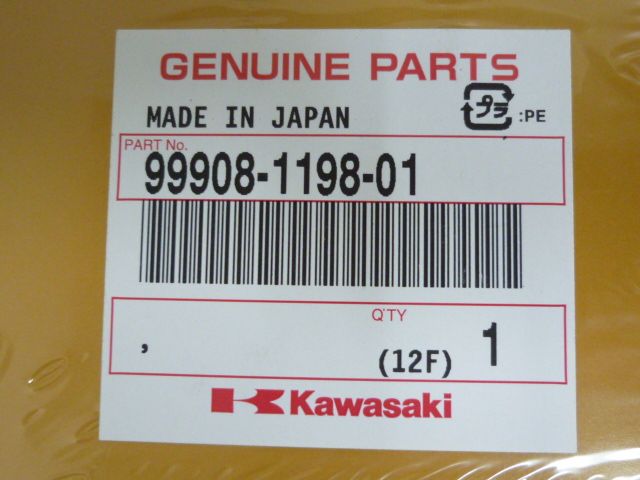 GENUINE PARTS
MADE IN JAPAN
プラ :PE
PART No.
99908-1198-01
Q'TY
, (12F) 1
Kawasaki